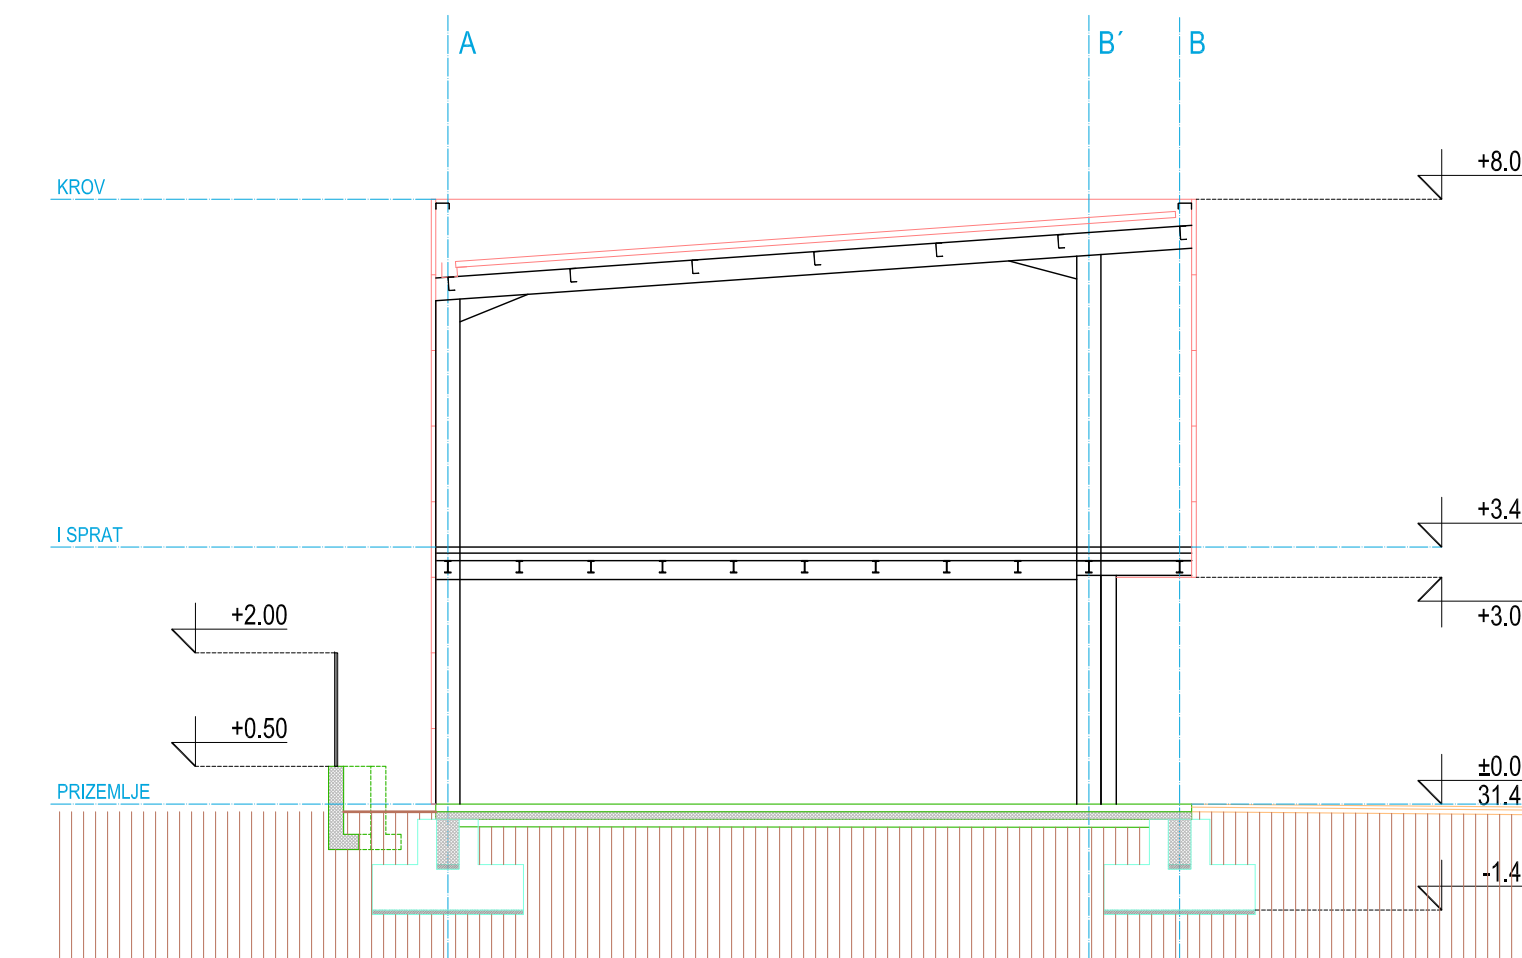 A
B´
B
KROV
+8.0
I SPRAT
+3.4
+3.0
+2.00
+0.50
PRIZEMLJE
±0.0
31.4
-1.4